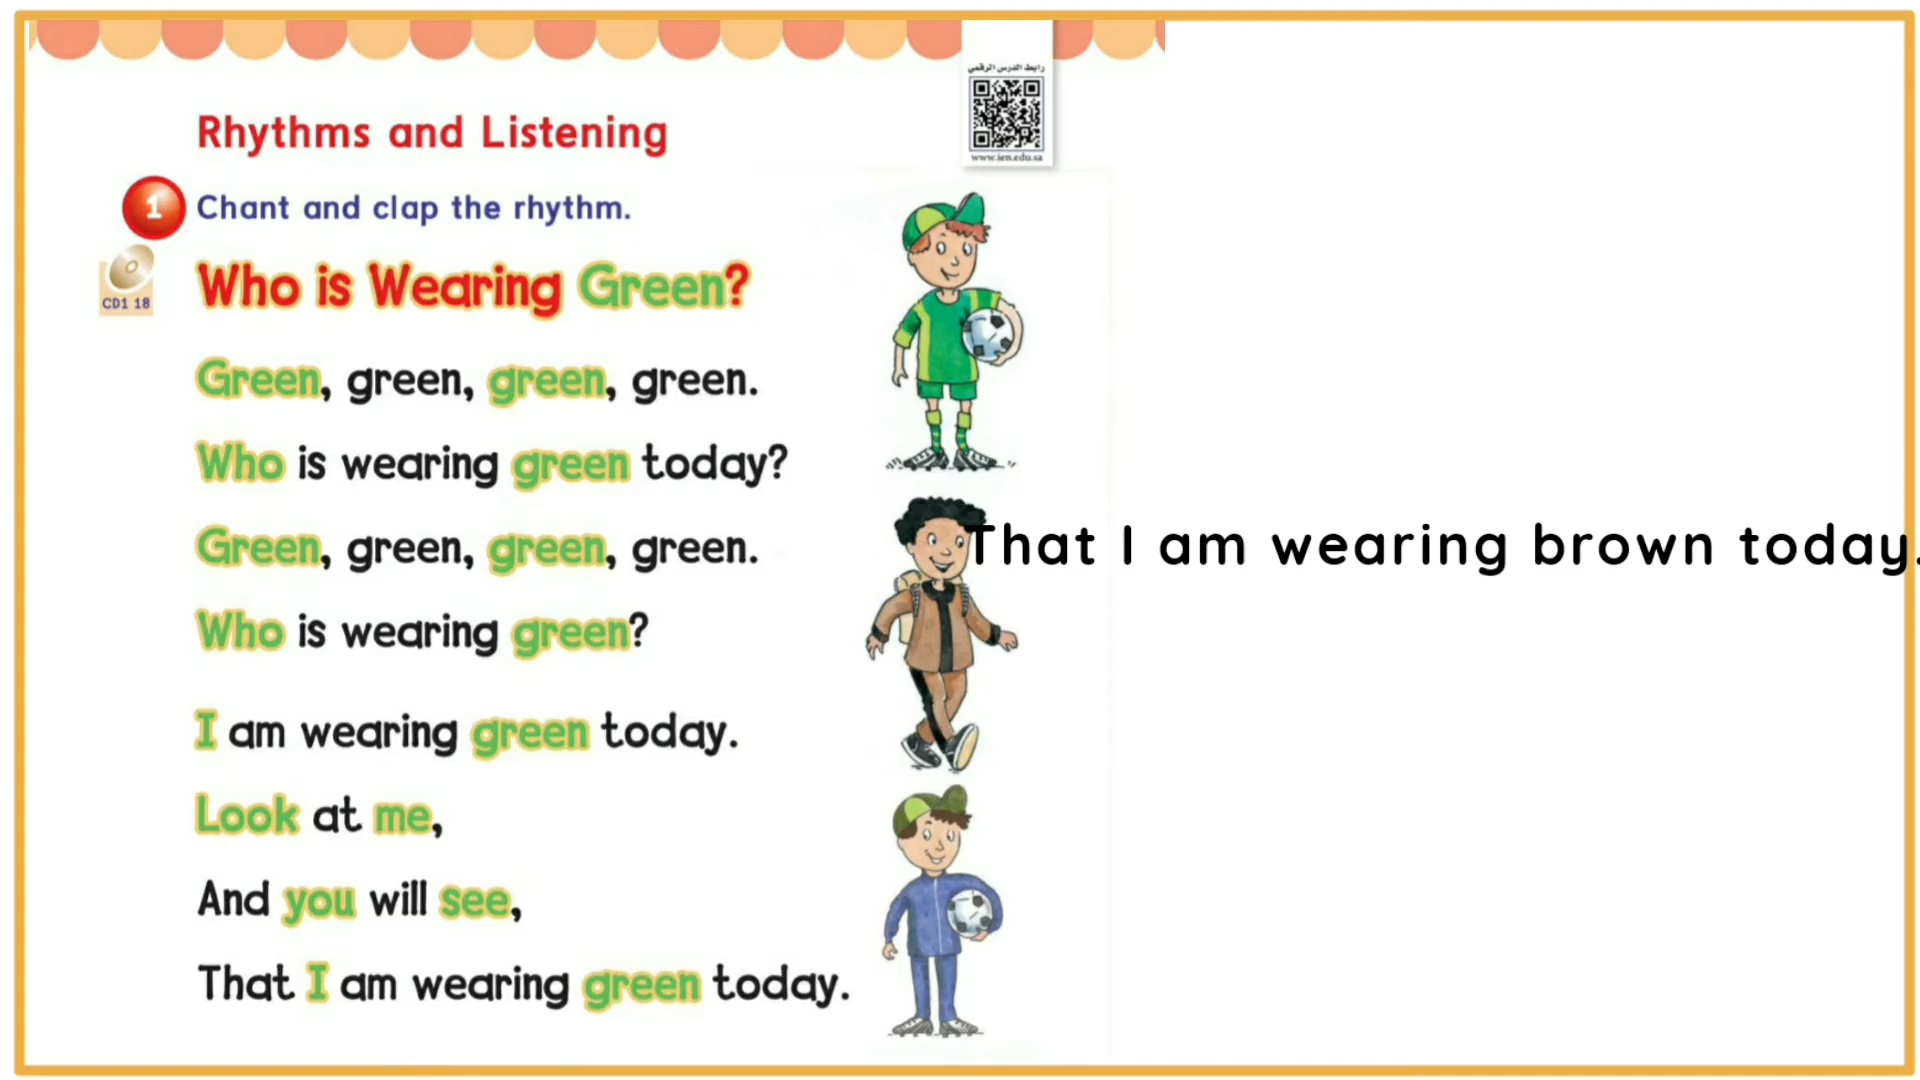 رابط الدرس الرقمي
www.ien.edu.sa
Rhythms and Listening
1 Chant and clap the rhythm.
CD1 18
Who is Wearing Green?
Green, green, green, green.
Who is wearing green today?
Green, green, green, green.
Who is wearing green?
I am wearing green today.
Look at me,
And you will see,
That I am wearing green today.
That I am wearing brown today.